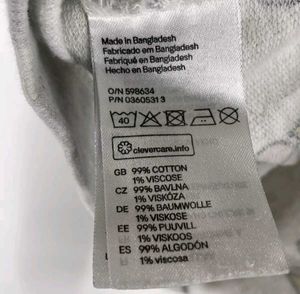 Made in Bangladesh
Fabricado em Bangladesh
Fabriqué en Bangladesh
Hecho en Bangladesh
O/N 598634
P/N 03605313
40
clevercare.info
GB 99% COTTON
1% VISCOSE
CZ 99% BAVLNA
1% VISKÓZA
DE 99% BAUMWOLLE
1% VISKOSE
EE 99% PUUVILL
1% VISKOOS
ES 99% ALGODÓN
1% viscosa